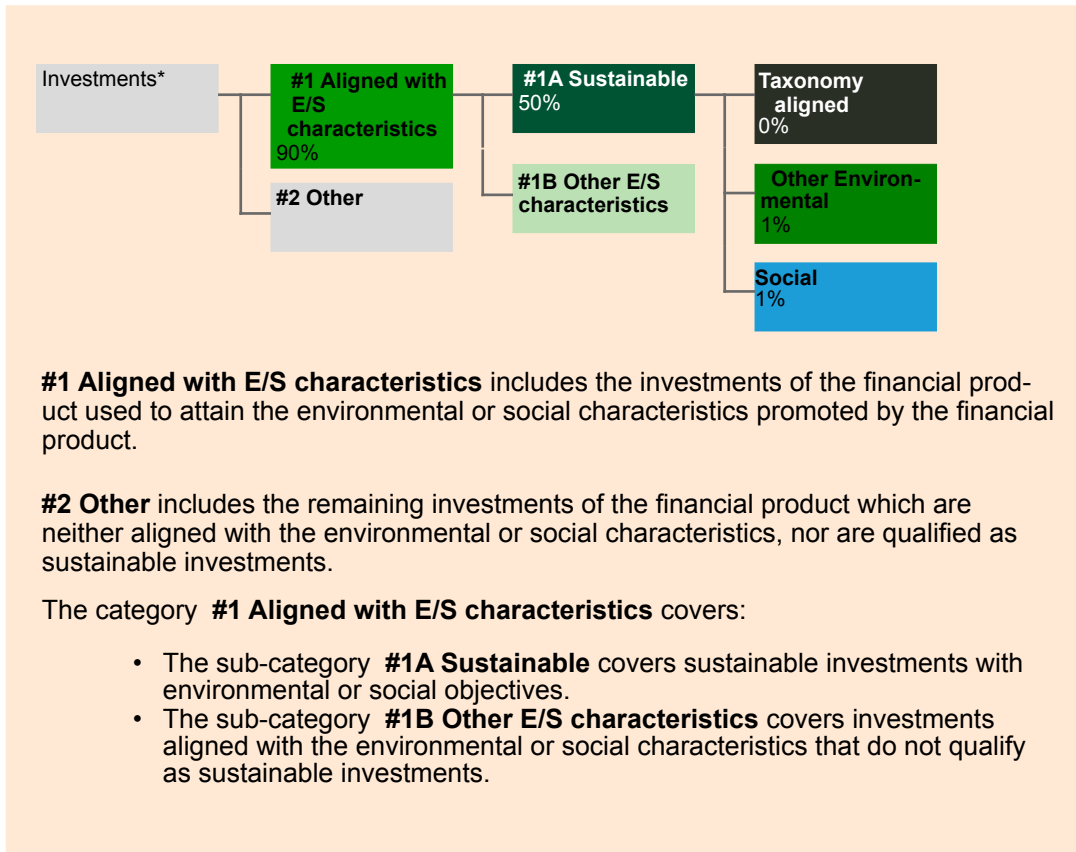 Investments*
#1 Aligned with
E/S
characteristics
90%
#2 Other
#1A Sustainable
50%
#1B Other E/S
characteristics
Taxonomy
aligned
0%
Other Environ-
mental
1%
Social
1%
#1 Aligned with E/S characteristics includes the investments of the financial prod-
uct used to attain the environmental or social characteristics promoted by the financial
product.
#2 Other includes the remaining investments of the financial product which are
neither aligned with the environmental or social characteristics, nor are qualified as
sustainable investments.
The category #1 Aligned with E/S characteristics covers:
• The sub-category #1A Sustainable covers sustainable investments with
environmental or social objectives.
• The sub-category #1B Other E/S characteristics covers investments
aligned with the environmental or social characteristics that do not qualify
as sustainable investments.